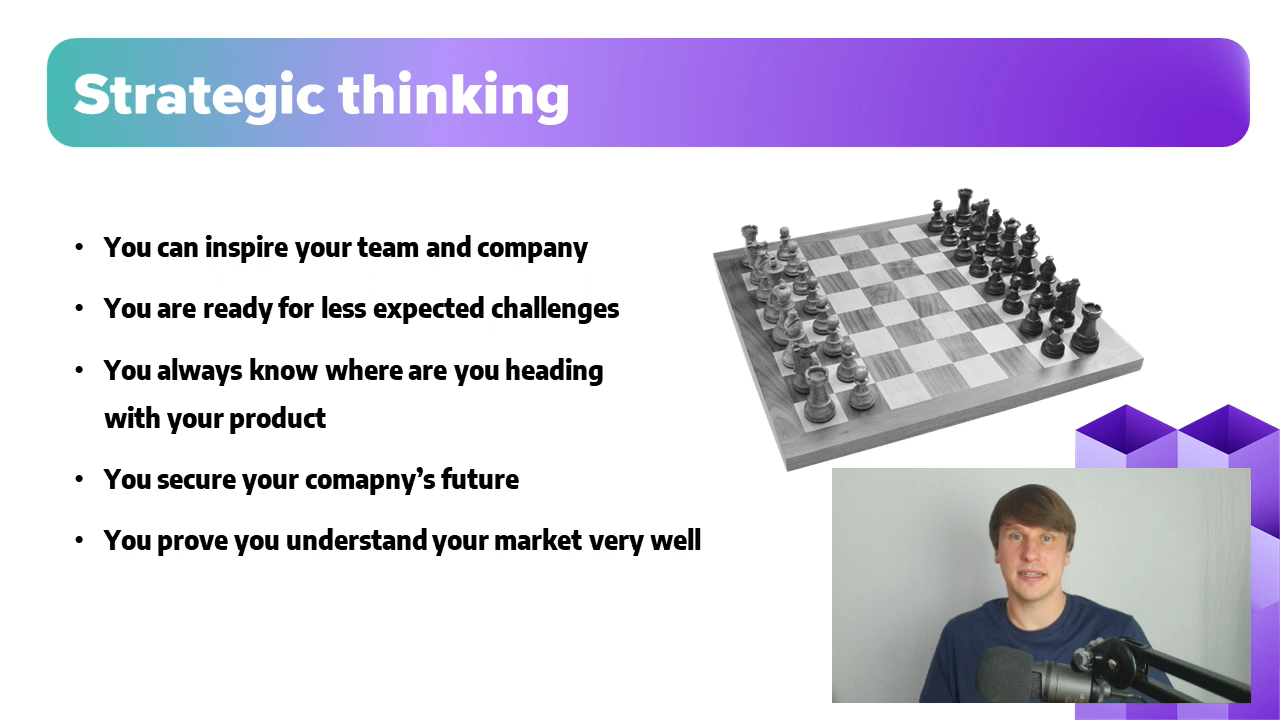 Strategic thinking
• You can inspire your team and company
• You are ready for less expected challenges
• You always know where are you heading
with your product
• You secure your comapny’s future
• You prove you understand your market very well